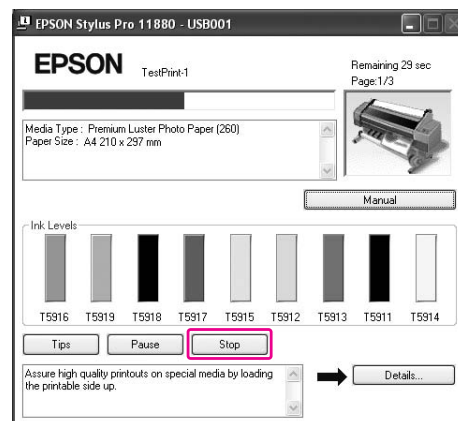 EPSON Stylus Pro 11880 - USB001
EPSON
TestPrint-1
Remaining 29 sec
Page:1/3
Media Type : Premium Luster Photo Paper (260)
Paper Size : A4 210 x 297 mm
Manual
Ink Levels
T5916 T5919 T5918 T5917 T5915 T5912 T5913 T5911 T5914
Tips Pause Stop
Assure high quality printouts on special media by loading
the printable side up.
Details...